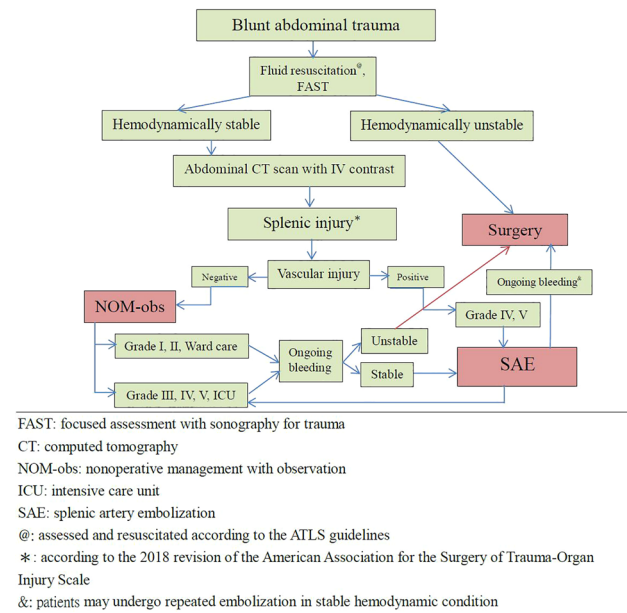 Blunt abdominal trauma
Fluid resuscitation@,
FAST
Hemodynamically stable
Hemodynamically unstable
Abdominal CT scan with IV contrast
Splenic injury*
Surgery
Negative
Vascular injury
Positive
Ongoing bleeding&
NOM-obs
Grade IV, V
Grade I, II, Ward care
Ongoing
bleeding
Unstable
Stable
SAE
Grade III, IV, V, ICU
FAST: focused assessment with sonography for trauma
CT: computed tomography
NOM-obs: nonoperative management with observation
ICU: intensive care unit
SAE: splenic artery embolization
@: assessed and resuscitated according to the ATLS guidelines
*: according to the 2018 revision of the American Association for the Surgery of Trauma-Organ
Injury Scale
&: patients may undergo repeated embolization in stable hemodynamic condition